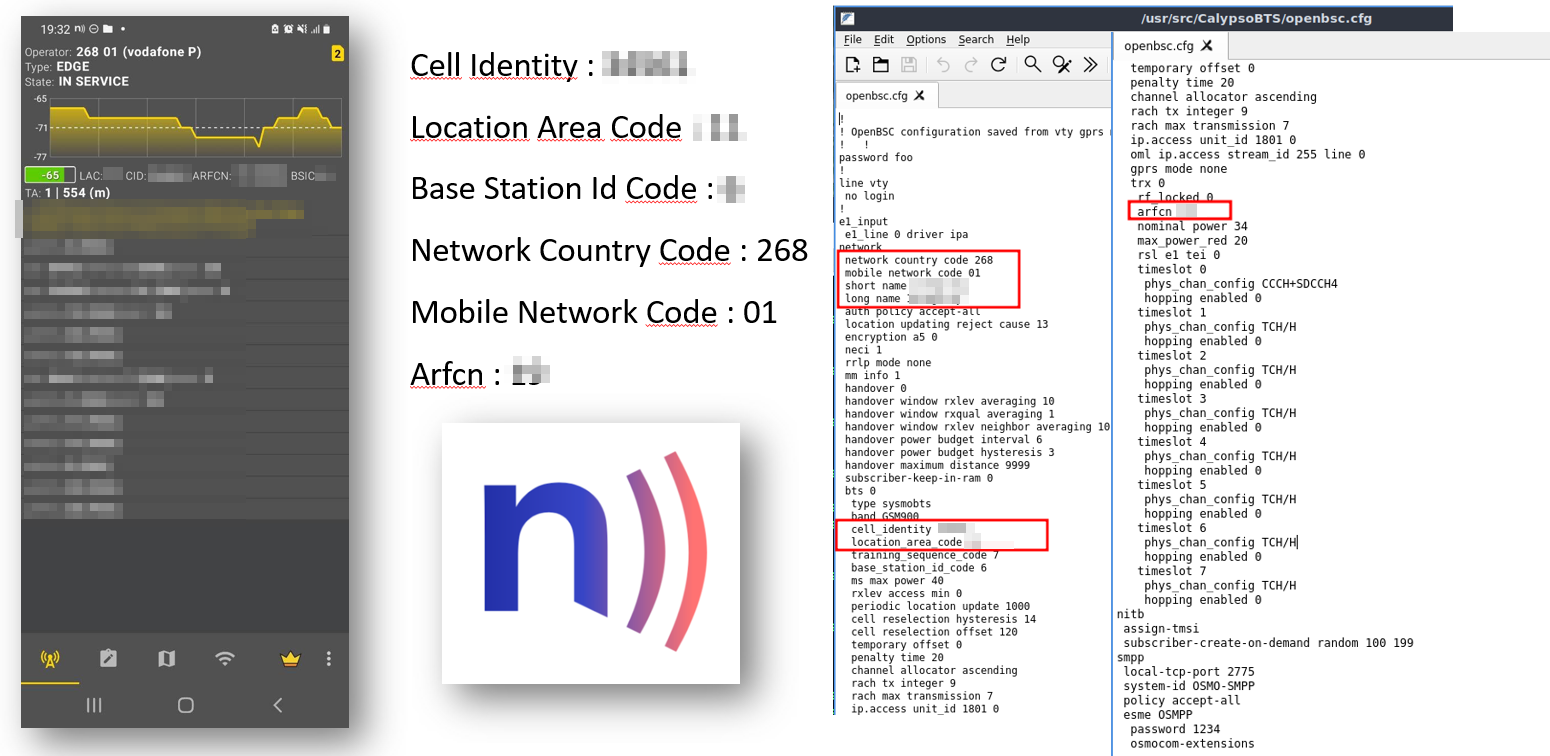 19:32
Operator: 268 01 (vodafone P)
2
Type: EDGE
State: IN SERVICE
-65
-71
-77
-65 LAC: CID: ARFCN: BSIC
TA: 1 | 554 (m)
Cell Identity :
Location Area Code
Base Station Id Code :
Network Country Code : 268
Mobile Network Code : 01
Arfcn :
n
/usr/src/CalypsoBTS/openbsc.cfg
File Edit Options Search Help
openbsc.cfg
!
! OpenBSC configuration saved from vty gprs
! !
password foo
!
line vty
no login
!
e1_input
e1_line 0 driver ipa
network
network country code 268
mobile network code 01
short name
long name
auth policy accept-all
location updating reject cause 13
encryption a5 0
neci 1
rrlp mode none
mm info 1
handover 0
handover window rxlev averaging 10
handover window rxqual averaging 1
handover window rxlev neighbor averaging 10
handover power budget interval 6
handover power budget hysteresis 3
handover maximum distance 9999
subscriber-keep-in-ram 0
bts 0
type sysmobts
band GSM900
cell_identity
location_area_code
training_sequence_code 7
base_station_id_code 6
ms max power 40
rxlev access min 0
periodic location update 1000
cell reselection hysteresis 14
cell reselection offset 120
temporary offset 0
penalty time 20
channel allocator ascending
rach tx integer 9
rach max transmission 7
ip.access unit_id 1801 0
openbsc.cfg
temporary offset 0
penalty time 20
channel allocator ascending
rach tx integer 9
rach max transmission 7
ip.access unit_id 1801 0
oml ip.access stream_id 255 line 0
gprs mode none
trx 0
rf_locked 0
arfcn
nominal power 34
max_power_red 20
rsl e1 tei 0
timeslot 0
phys_chan_config CCCH+SDCCH4
hopping enabled 0
timeslot 1
phys_chan_config TCH/H
hopping enabled 0
timeslot 2
phys_chan_config TCH/H
hopping enabled 0
timeslot 3
phys_chan_config TCH/H
hopping enabled 0
timeslot 4
phys_chan_config TCH/H
hopping enabled 0
timeslot 5
phys_chan_config TCH/H
hopping enabled 0
timeslot 6
phys_chan_config TCH/H
hopping enabled 0
timeslot 7
phys_chan_config TCH/H
hopping enabled 0
nitb
assign-tmsi
subscriber-create-on-demand random 100 199
smpp
local-tcp-port 2775
system-id OSMO-SMPP
policy accept-all
esme OSMPP
password 1234
osmocom-extensions